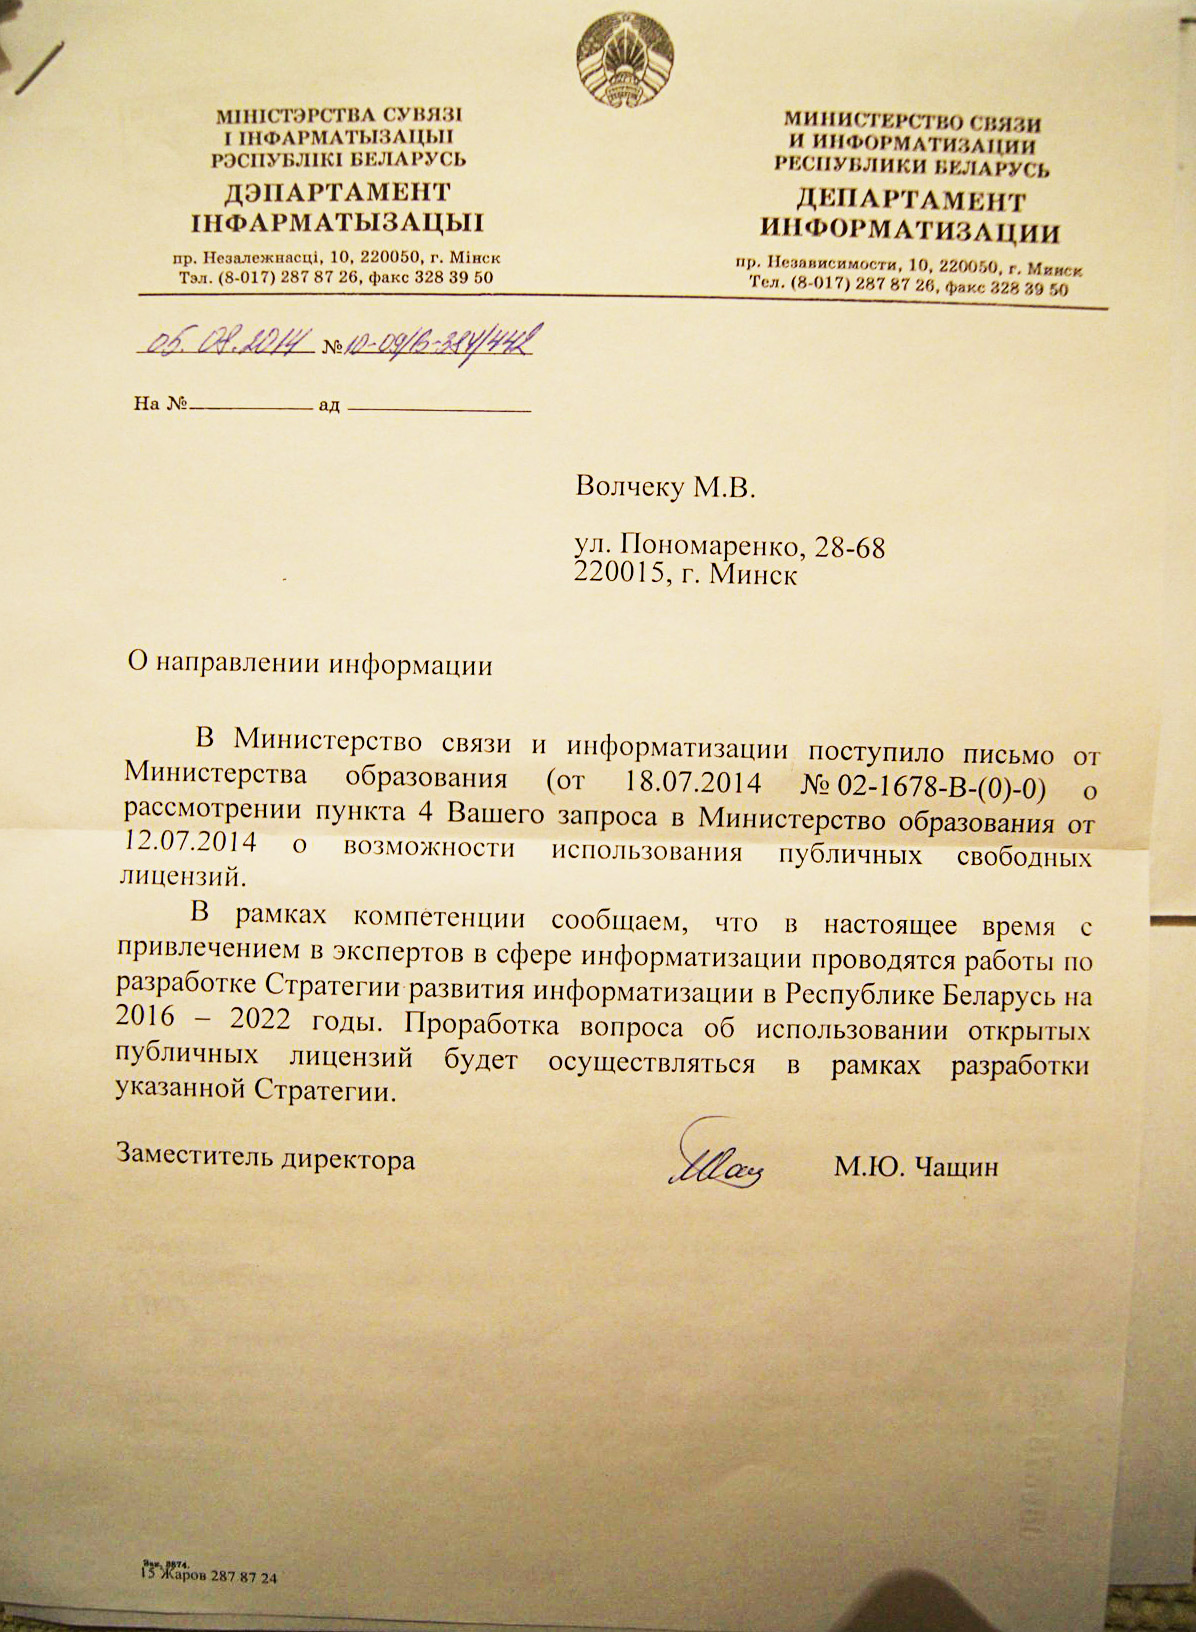 МІНІСТЭРСТВА СУВЯЗІ
І ІНФАРМАТЫЗАЦЫІ
РЭСПУБЛІКІ БЕЛАРУСЬ
ДЭПАРТАМЕНТ
ІНФАРМАТЫЗАЦЫІ
пр. Незалежнасці, 10, 220050, г. Мінск
Тэл. (8-017) 287 87 26, факс 328 39 50
МИНИСТЕРСТВО СВЯЗИ
И ИНФОРМАТИЗАЦИИ
РЕСПУБЛИКИ БЕЛАРУСЬ
ДЕПАРТАМЕНТ
ИНФОРМАТИЗАЦИИ
пр. Независимости, 10, 220050, г. Минск
Тел. (8-017) 287 87 26, факс 328 39 50
05.08.2014 № 10-09/В-384/442
На № ад
Волчеку М.В.
ул. Пономаренко, 28-68
220015, г. Минск
О направлении информации
В Министерство связи и информатизации поступило письмо от
Министерства образования (от 18.07.2014 № 02-1678-В-(0)-0) о
рассмотрении пункта 4 Вашего запроса в Министерство образования от
12.07.2014 о возможности использования публичных свободных
лицензий.
В рамках компетенции сообщаем, что в настоящее время с
привлечением в экспертов в сфере информатизации проводятся работы по
разработке Стратегии развития информатизации в Республике Беларусь на
2016 – 2022 годы. Проработка вопроса об использовании открытых
публичных лицензий будет осуществляться в рамках разработки
указанной Стратегии.
Заместитель директора М.Ю. Чащин
Зак. 8874.
15 Жаров 287 87 24